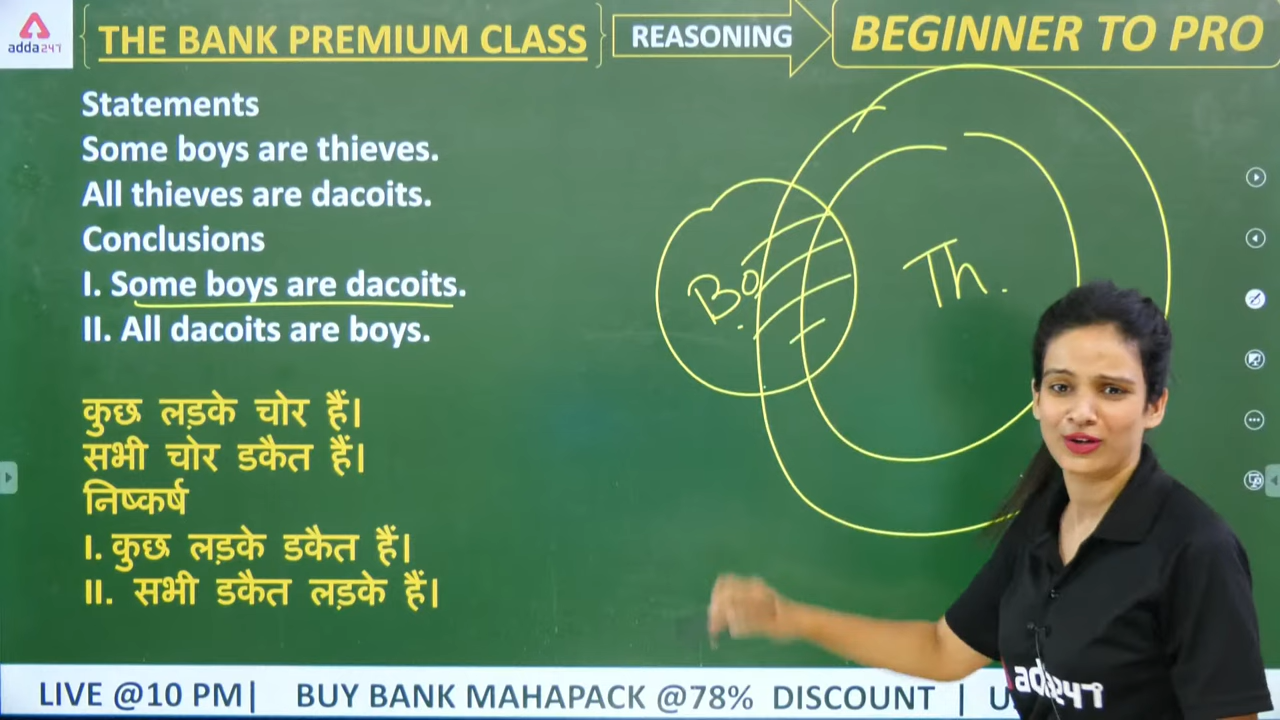 adda247
THE BANK PREMIUM CLASS
REASONING
BEGINNER TO PRO
Statements
Some boys are thieves.
All thieves are dacoits.
Conclusions
I. Some boys are dacoits.
II. All dacoits are boys.
कुछ लड़के चोर हैं।
सभी चोर डकैत हैं।
निष्कर्ष
I. कुछ लड़के डकैत हैं।
II. सभी डकैत लड़के हैं।
Bo
Th.
adda247
LIVE @10 PM| BUY BANK MAHAPACK @78% DISCOUNT |